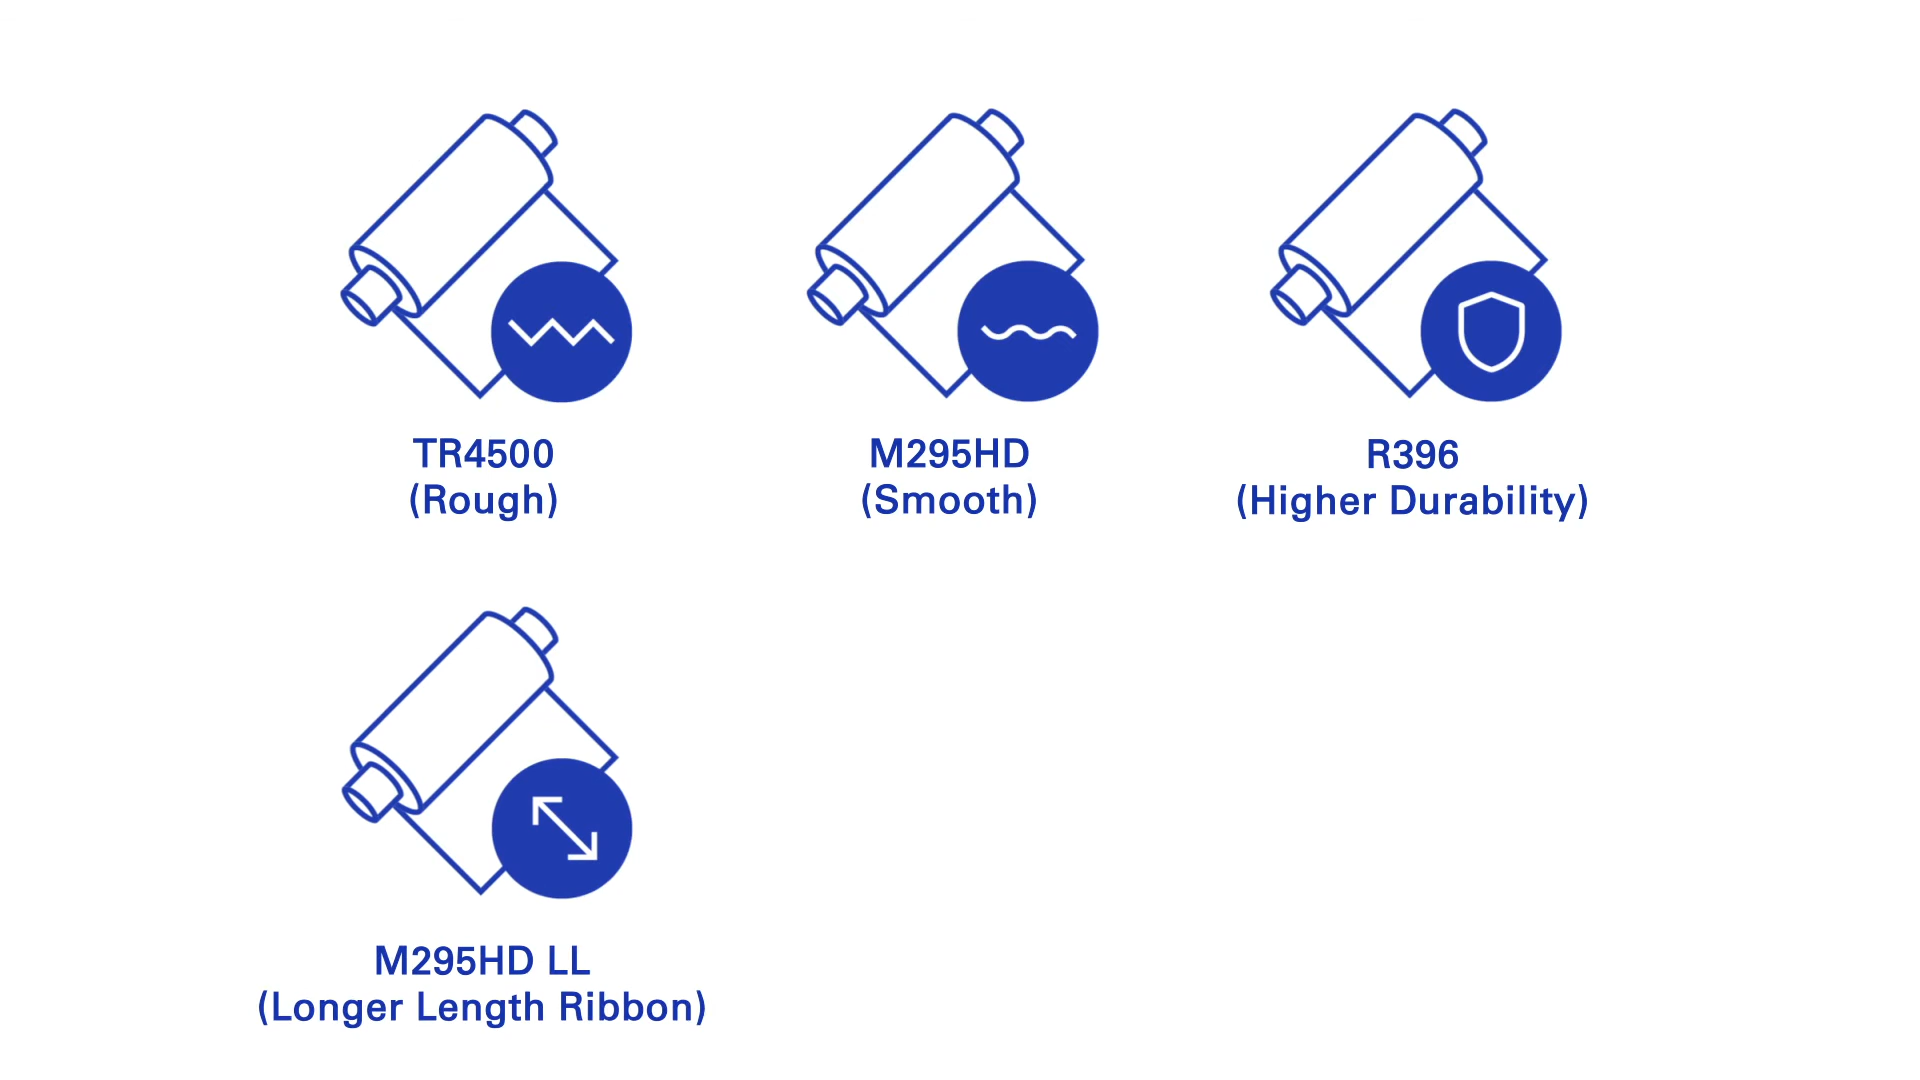 TR4500
(Rough)
M295HD
(Smooth)
R396
(Higher Durability)
M295HD LL
(Longer Length Ribbon)